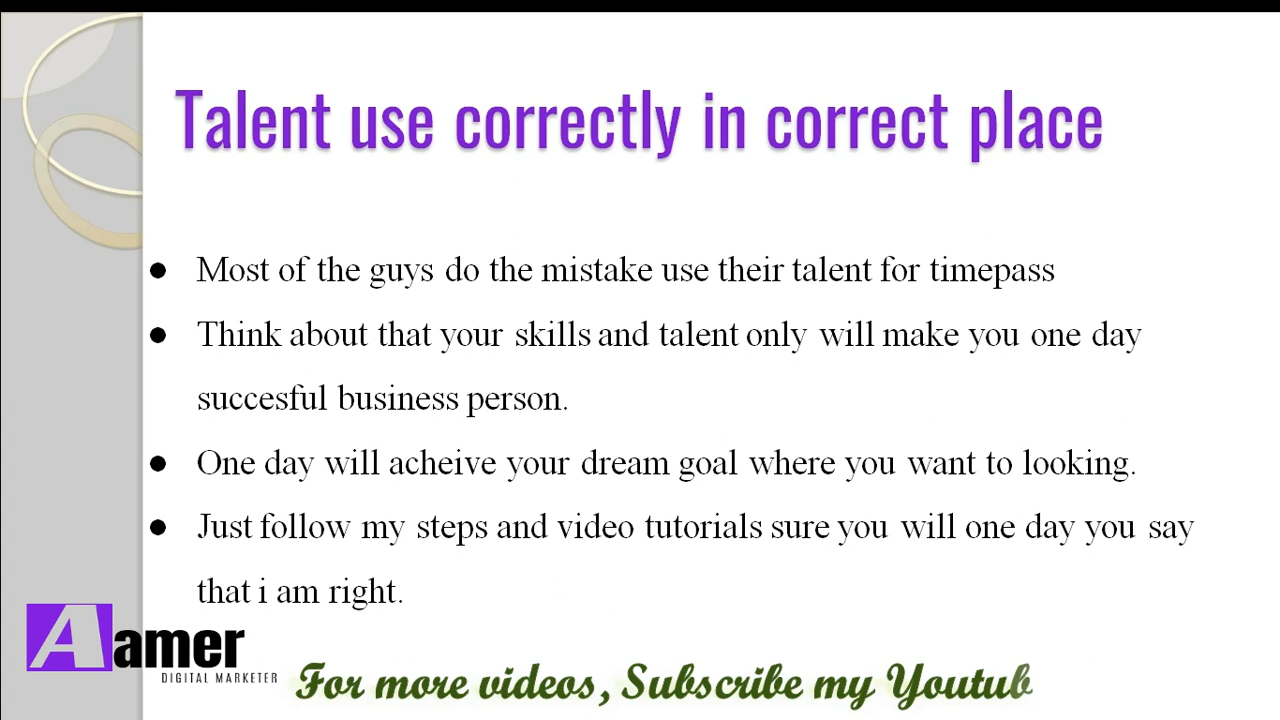 Talent use correctly in correct place
● Most of the guys do the mistake use their talent for timepass
● Think about that your skills and talent only will make you one day
succesful business person.
● One day will acheive your dream goal where you want to looking.
● Just follow my steps and video tutorials sure you will one day you say
that i am right.
Aamer
DIGITAL MARKETER
For more videos, Subscribe my Youtub